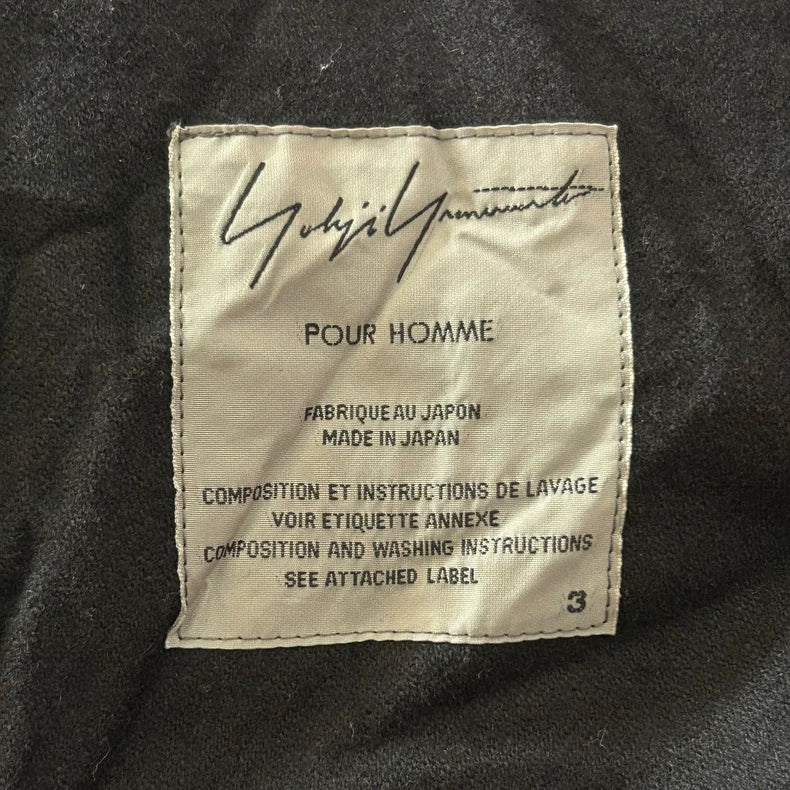 Yohji Yamamoto
POUR HOMME
FABRIQUE AU JAPON
MADE IN JAPAN
COMPOSITION ET INSTRUCTIONS DE LAVAGE
VOIR ETIQUETTE ANNEXE
COMPOSITION AND WASHING INSTRUCTIONS
SEE ATTACHED LABEL
3